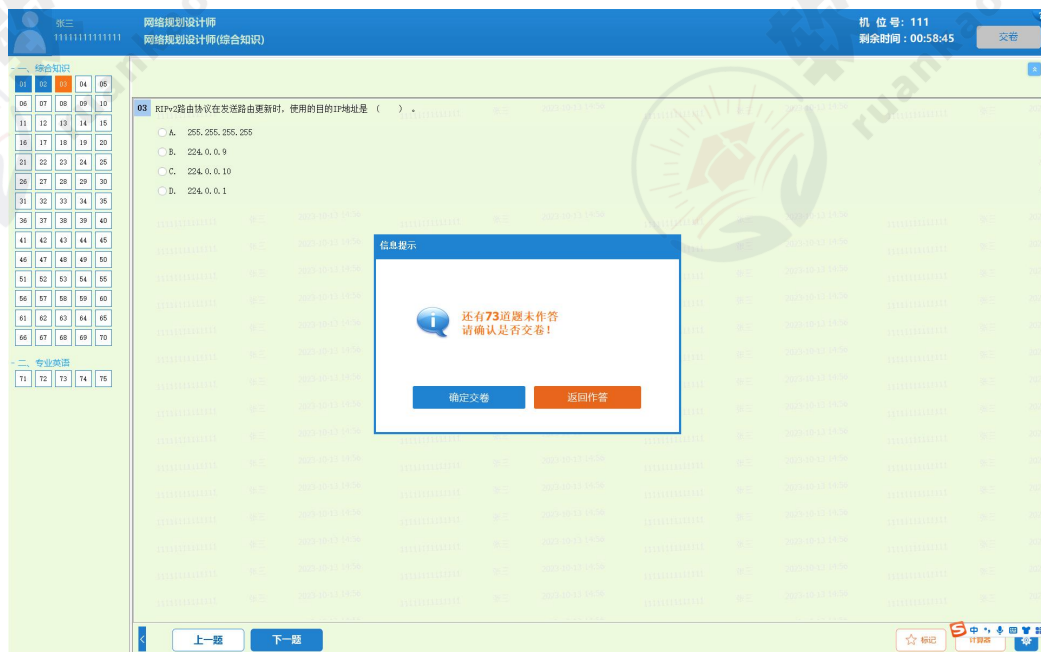 张三
1111111111111
网络规划设计师
网络规划设计师(综合知识)
机 位 号：111
剩余时间：00:58:45
交卷
- 一、综合知识
01 02 03 04 05
06 07 08 09 10
11 12 13 14 15
16 17 18 19 20
21 22 23 24 25
26 27 28 29 30
31 32 33 34 35
36 37 38 39 40
41 42 43 44 45
46 47 48 49 50
51 52 53 54 55
56 57 58 59 60
61 62 63 64 65
66 67 68 69 70
- 二、专业英语
71 72 73 74 75
03 RIPv2路由协议在发送路由更新时，使用的目的IP地址是 （ ） 。
A. 255.255.255.255
B. 224.0.0.9
C. 224.0.0.10
D. 224.0.0.1
信息提示
还有73道题未作答
请确认是否交卷！
确定交卷
返回作答
上一题
下一题
标记
计算器
中
ruankao